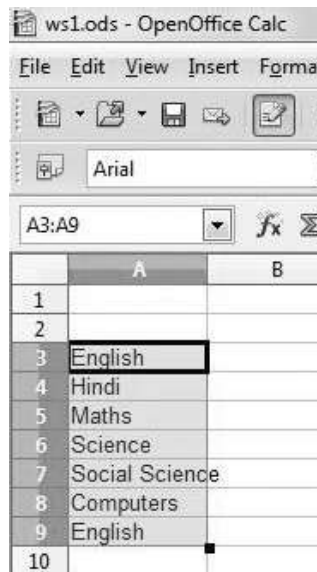 ws1.ods - OpenOffice Calc
File Edit View Insert Forma
Arial
A3:A9 fx Σ
A B
1
2
3 English
4 Hindi
5 Maths
6 Science
7 Social Science
8 Computers
9 English
10